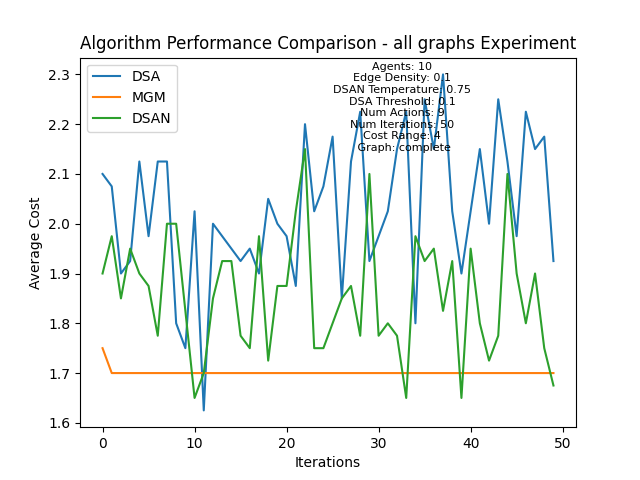 Algorithm Performance Comparison - all graphs Experiment
DSA
MGM
DSAN
Agents: 10
Edge Density: 0.1
DSAN Temperature: 0.75
DSA Threshold: 0.1
Num Actions: 9
Num Iterations: 50
Cost Range: 4
Graph: complete
Average Cost
2.3
2.2
2.1
2.0
1.9
1.8
1.7
1.6
0
10
20
30
40
50
Iterations